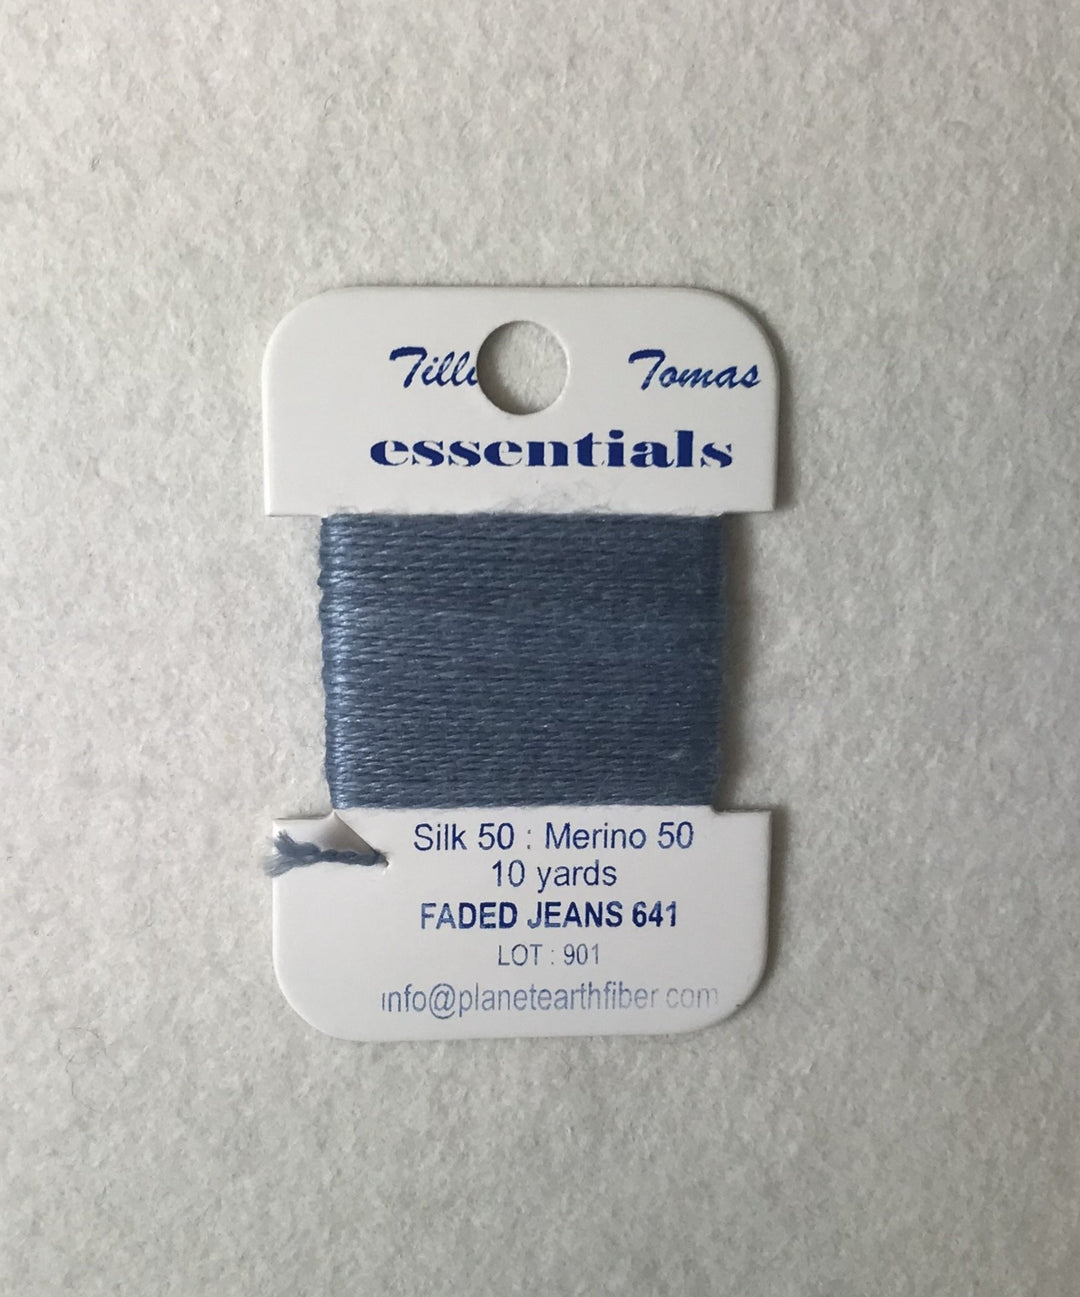 Tilli Tomas
essentials
Silk 50 : Merino 50
10 yards
FADED JEANS 641
LOT : 901
info@planetearthfiber.com